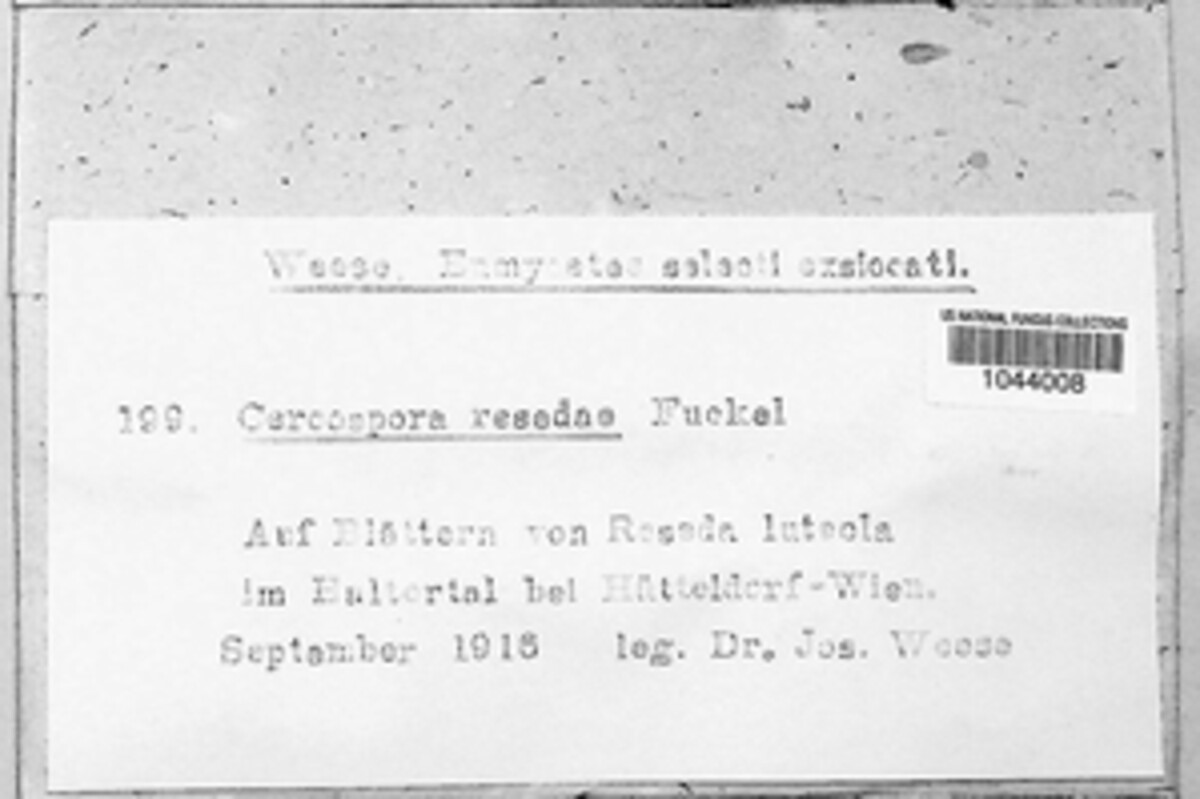 Weese, Eumycetes selecti exsiccati.
US NATIONAL FUNGUS COLLECTIONS
1044008
199. Cercospora resedae Fuckel
Auf Blättern von Reseda luteola
im Haltertal bei Hütteldorf-Wien.
September leg. Dr. Jos. Weese